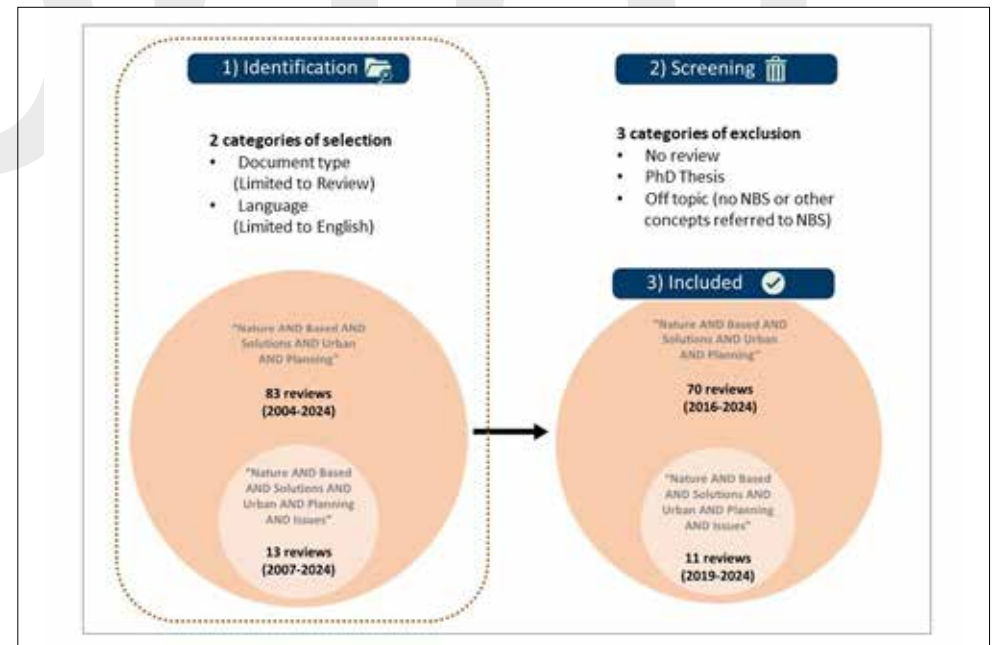 1) Identification
2 categories of selection
• Document type
(Limited to Review)
• Language
(Limited to English)
"Nature AND Based AND
Solutions AND Urban
AND Planning"
83 reviews
(2004-2024)
"Nature AND Based
AND Solutions AND
Urban AND Planning
AND Issues"
13 reviews
(2007-2024)
2) Screening
3 categories of exclusion
• No review
• PhD Thesis
• Off topic (no NBS or other
concepts referred to NBS)
3) Included
"Nature AND Based AND
Solutions AND Urban
AND Planning"
70 reviews
(2016-2024)
"Nature AND Based
AND Solutions AND
Urban AND Planning
AND Issues"
11 reviews
(2019-2024)